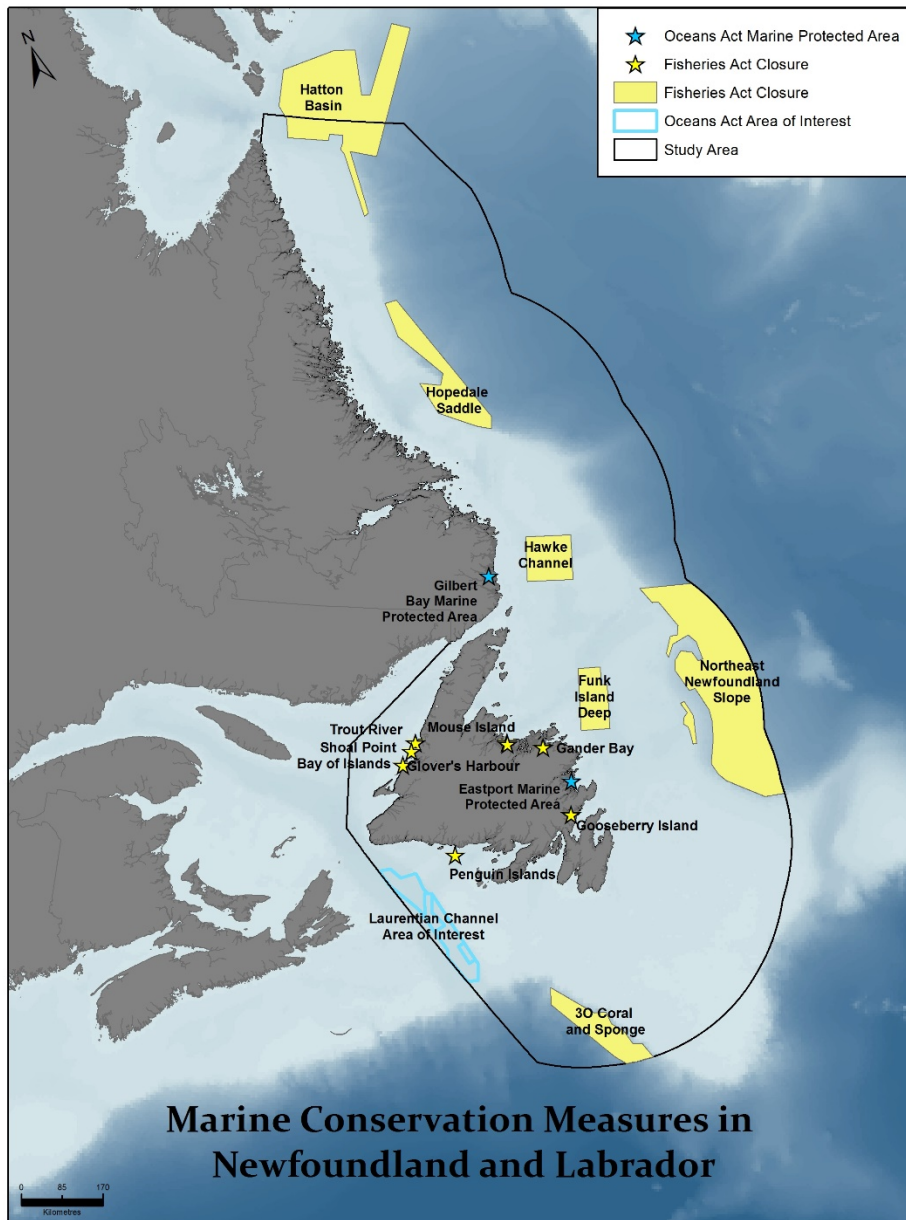 N
Oceans Act Marine Protected Area
Fisheries Act Closure
Fisheries Act Closure
Oceans Act Area of Interest
Study Area
Hatton
Basin
Hopedale
Saddle
Hawke
Channel
Gilbert
Bay Marine
Protected Area
Northeast
Newfoundland
Slope
Funk
Island
Deep
Trout River
Shoal Point
Bay of Islands
Mouse Island
Glover's Harbour
Gander Bay
Eastport Marine
Protected Area
Gooseberry Island
Penguin Islands
Laurentian Channel
Area of Interest
3O Coral
and Sponge
Marine Conservation Measures in
Newfoundland and Labrador
0 85 170
Kilometres